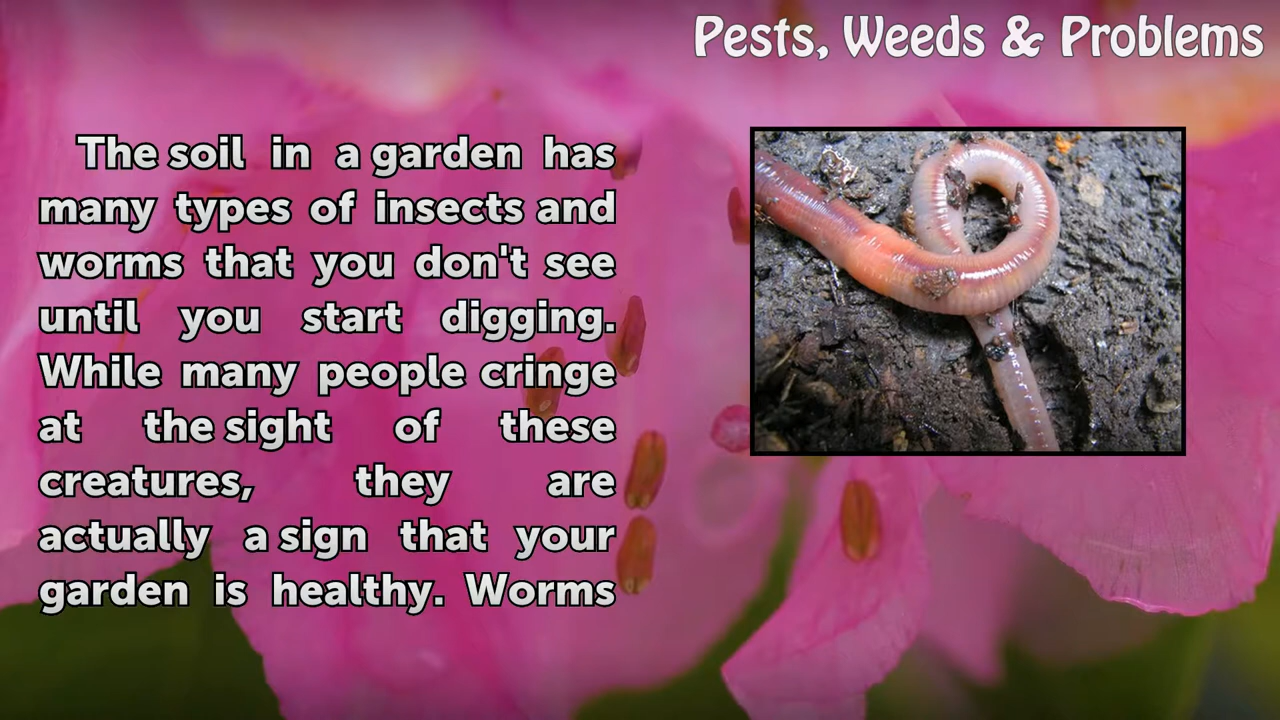 Pests, Weeds & Problems
The soil in a garden has
many types of insects and
worms that you don't see
until you start digging.
While many people cringe
at the sight of these
creatures, they are
actually a sign that your
garden is healthy. Worms